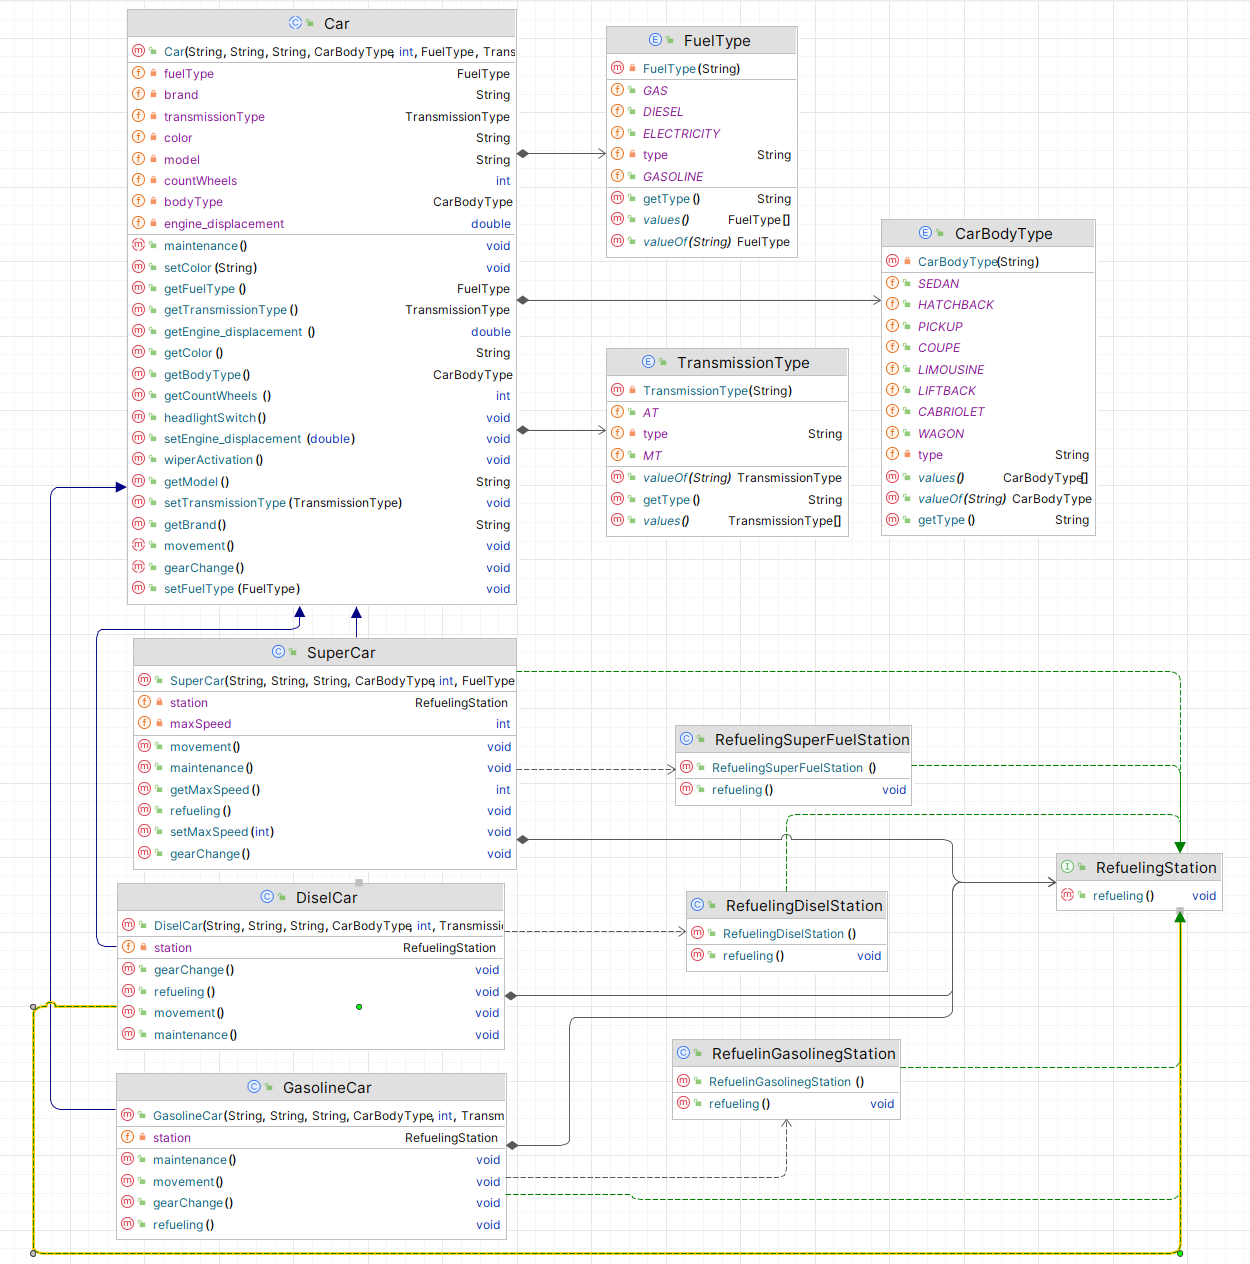 Car
Car(String, String, String, CarBodyType, int, FuelType, Trans
fuelType FuelType
brand String
transmissionType TransmissionType
color String
model String
countWheels int
bodyType CarBodyType
engine_displacement double
maintenance() void
setColor(String) void
getFuelType() FuelType
getTransmissionType() TransmissionType
getEngine_displacement() double
getColor() String
getBodyType() CarBodyType
getCountWheels() int
headlightSwitch() void
setEngine_displacement(double) void
wiperActivation() void
getModel() String
setTransmissionType(TransmissionType) void
getBrand() String
movement() void
gearChange() void
setFuelType(FuelType) void
FuelType
FuelType(String)
GAS
DIESEL
ELECTRICITY
type String
GASOLINE
getType() String
values() FuelType[]
valueOf(String) FuelType
CarBodyType
CarBodyType(String)
SEDAN
HATCHBACK
PICKUP
COUPE
LIMOUSINE
LIFTBACK
CABRIOLET
WAGON
type String
values() CarBodyType[]
valueOf(String) CarBodyType
getType() String
TransmissionType
TransmissionType(String)
AT
type String
MT
valueOf(String) TransmissionType
getType() String
values() TransmissionType[]
SuperCar
SuperCar(String, String, String, CarBodyType, int, FuelType
station RefuelingStation
maxSpeed int
movement() void
maintenance() void
getMaxSpeed() int
refueling() void
setMaxSpeed(int) void
gearChange() void
RefuelingSuperFuelStation
RefuelingSuperFuelStation()
refueling() void
RefuelingStation
refueling() void
DiselCar
DiselCar(String, String, String, CarBodyType, int, Transmissi
station RefuelingStation
gearChange() void
refueling() void
movement() void
maintenance() void
RefuelingDiselStation
RefuelingDiselStation()
refueling() void
RefuelinGasolinegStation
RefuelinGasolinegStation()
refueling() void
GasolineCar
GasolineCar(String, String, String, CarBodyType, int, Transm
station RefuelingStation
maintenance() void
movement() void
gearChange() void
refueling() void